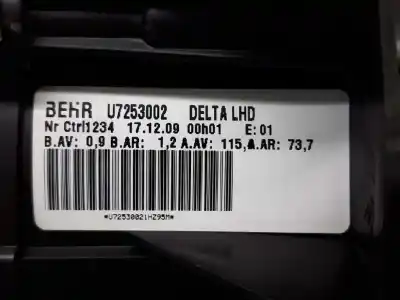 BEHR U7253002 DELTA LHD
Nr Ctrl1234 17.12.09 00h01 E:01
B.AV: 0,9 B.AR: 1,2 A.AV: 115, A.AR: 73,7
*U72530021HZ95M*